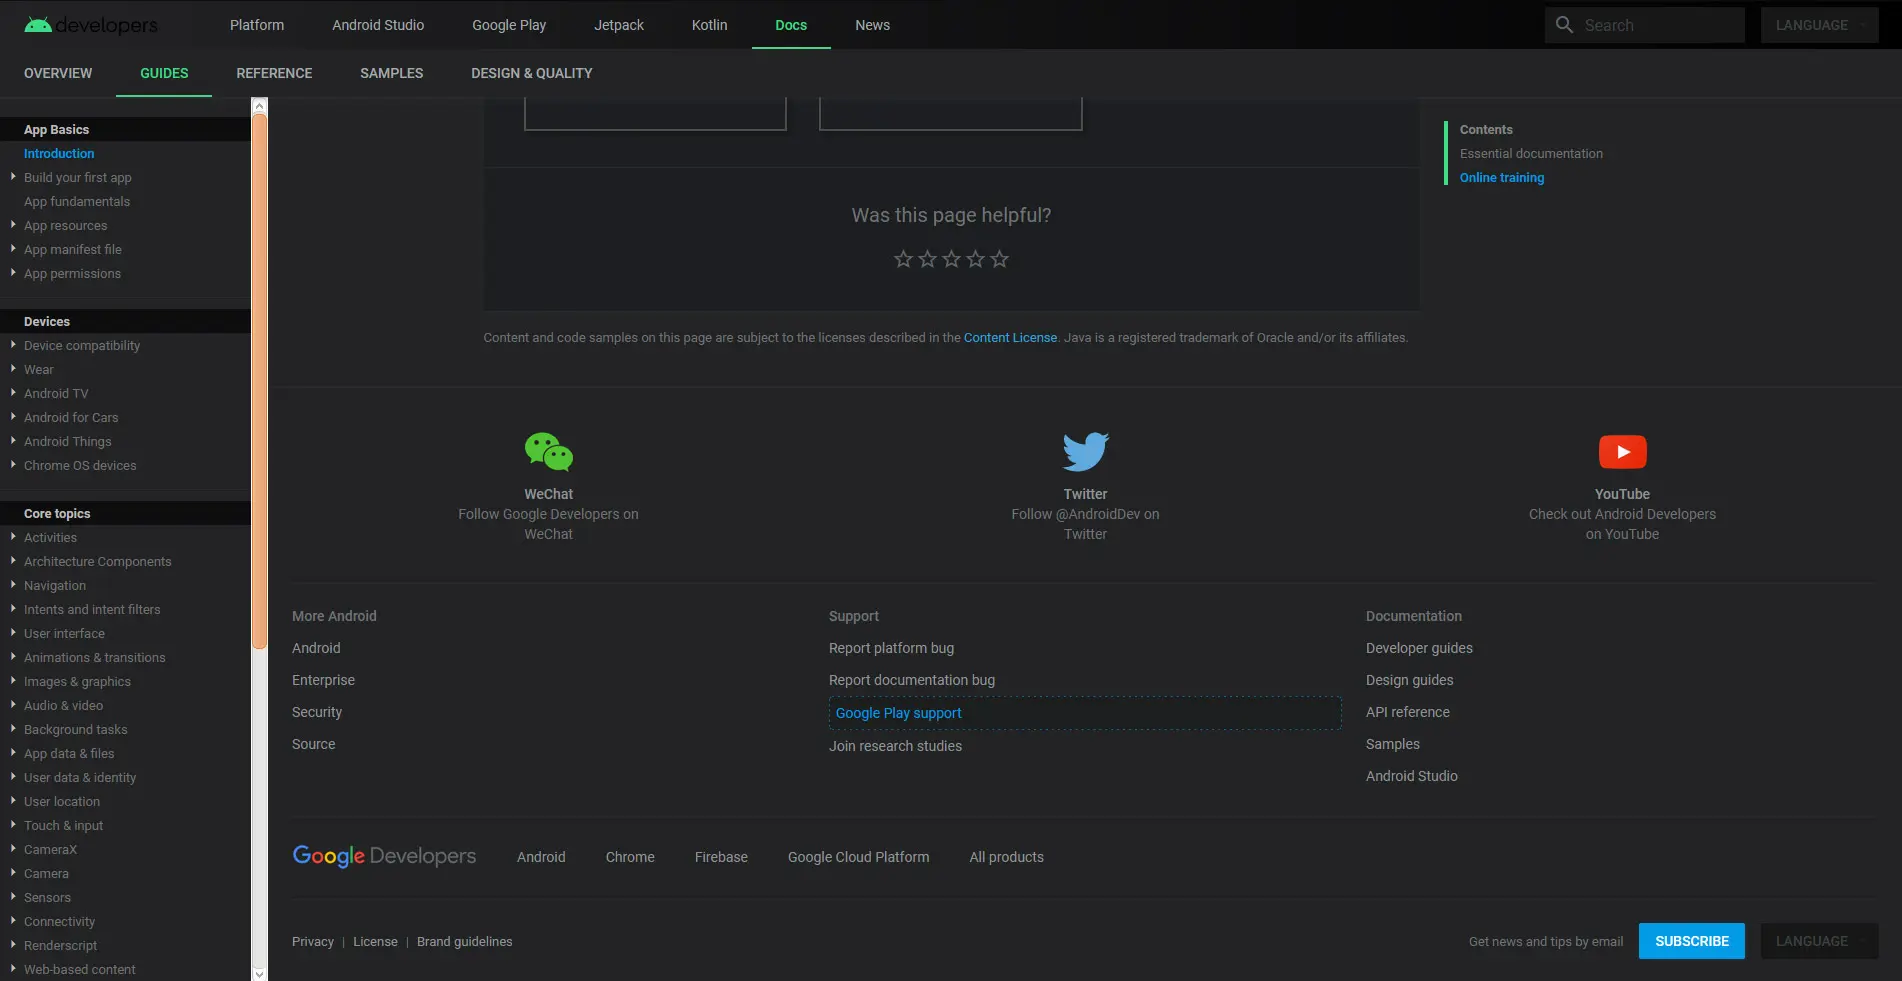 developers
Platform
Android Studio
Google Play
Jetpack
Kotlin
Docs
News
Search
LANGUAGE
OVERVIEW
GUIDES
REFERENCE
SAMPLES
DESIGN & QUALITY
App Basics
Introduction
Build your first app
App fundamentals
App resources
App manifest file
App permissions
Devices
Device compatibility
Wear
Android TV
Android for Cars
Android Things
Chrome OS devices
Core topics
Activities
Architecture Components
Navigation
Intents and intent filters
User interface
Animations & transitions
Images & graphics
Audio & video
Background tasks
App data & files
User data & identity
User location
Touch & input
CameraX
Camera
Sensors
Connectivity
Renderscript
Web-based content
Contents
Essential documentation
Online training
Was this page helpful?
Content and code samples on this page are subject to the licenses described in the Content License. Java is a registered trademark of Oracle and/or its affiliates.
WeChat
Follow Google Developers on
WeChat
Twitter
Follow @AndroidDev on
Twitter
YouTube
Check out Android Developers
on YouTube
More Android
Android
Enterprise
Security
Source
Support
Report platform bug
Report documentation bug
Google Play support
Join research studies
Documentation
Developer guides
Design guides
API reference
Samples
Android Studio
Google Developers
Android
Chrome
Firebase
Google Cloud Platform
All products
Privacy | License | Brand guidelines
Get news and tips by email
SUBSCRIBE
LANGUAGE